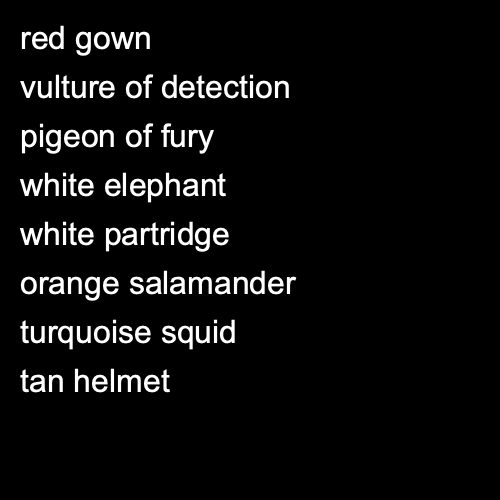 red gown
vulture of detection
pigeon of fury
white elephant
white partridge
orange salamander
turquoise squid
tan helmet